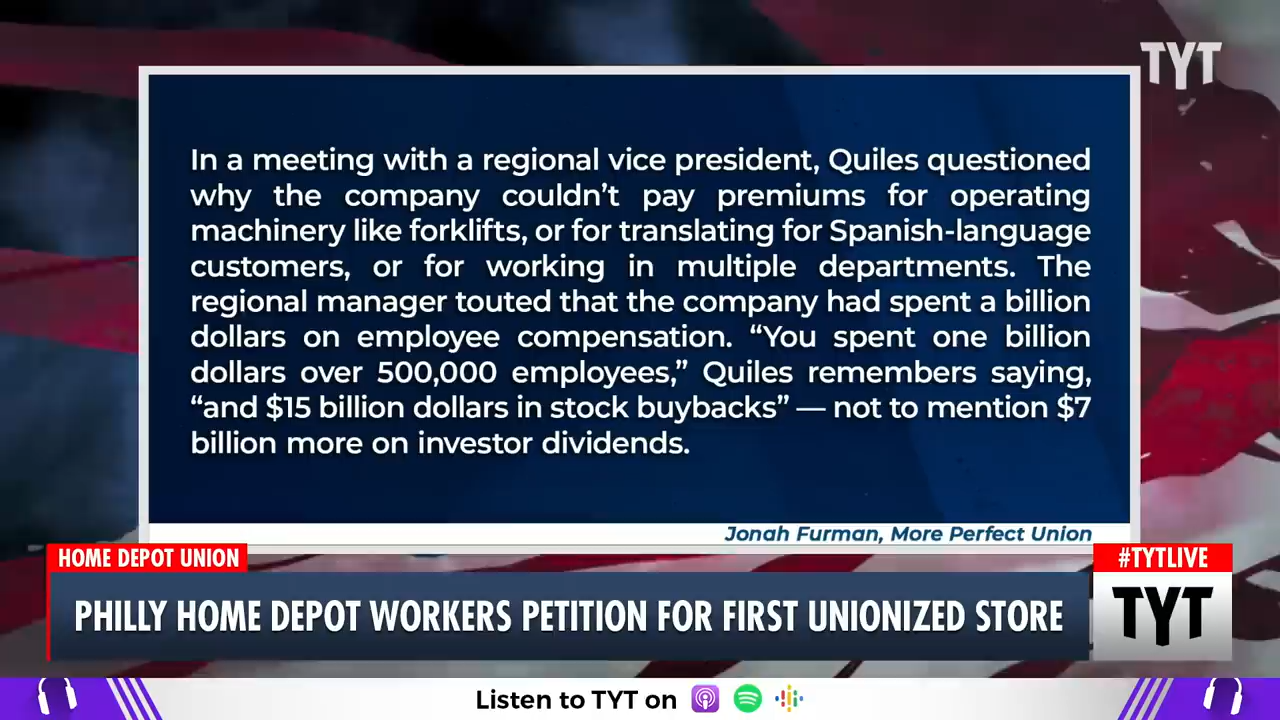 TYT
In a meeting with a regional vice president, Quiles questioned
why the company couldn’t pay premiums for operating
machinery like forklifts, or for translating for Spanish-language
customers, or for working in multiple departments. The
regional manager touted that the company had spent a billion
dollars on employee compensation. “You spent one billion
dollars over 500,000 employees,” Quiles remembers saying,
“and $15 billion dollars in stock buybacks” — not to mention $7
billion more on investor dividends.
Jonah Furman, More Perfect Union
HOME DEPOT UNION
#TYTLIVE
PHILLY HOME DEPOT WORKERS PETITION FOR FIRST UNIONIZED STORE
TYT
Listen to TYT on